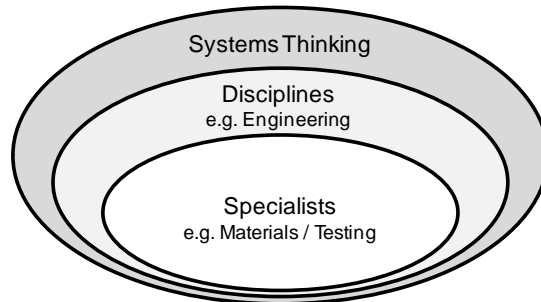 Systems Thinking
Disciplines
e.g. Engineering
Specialists
e.g. Materials / Testing